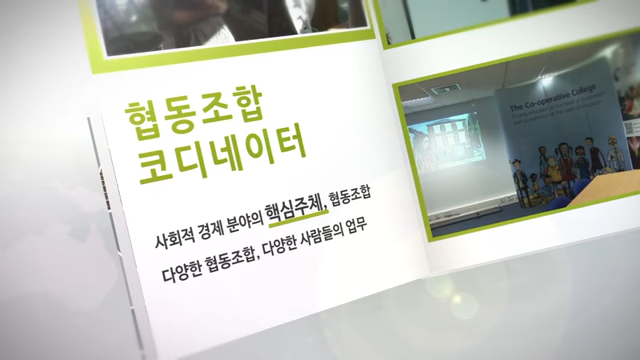 협동조합
코디네이터
사회적 경제 분야의 핵심주체, 협동조합
다양한 협동조합, 다양한 사람들의 업무
The Co-operative College